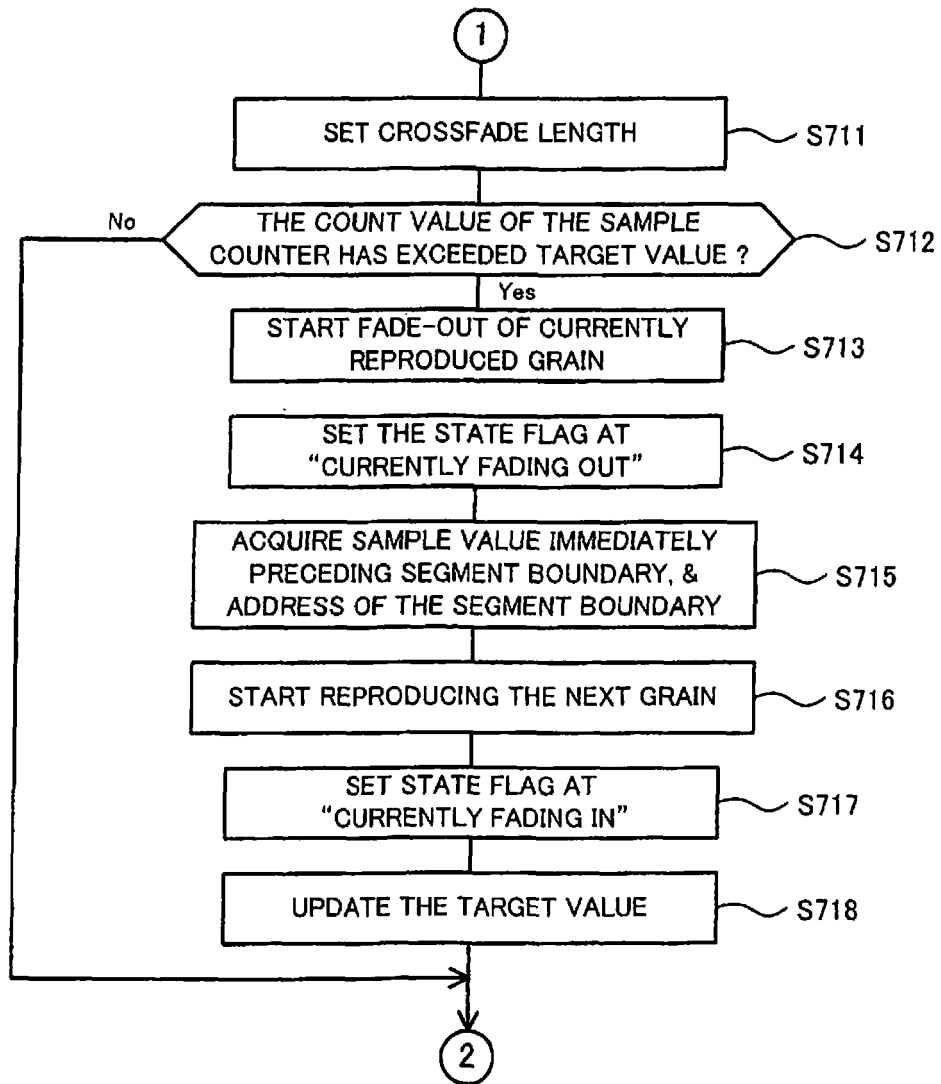 1
SET CROSSFADE LENGTH
S711
No
THE COUNT VALUE OF THE SAMPLE
COUNTER HAS EXCEEDED TARGET VALUE ?
S712
Yes
START FADE-OUT OF CURRENTLY
REPRODUCED GRAIN
S713
SET THE STATE FLAG AT
“CURRENTLY FADING OUT”
S714
ACQUIRE SAMPLE VALUE IMMEDIATELY
PRECEDING SEGMENT BOUNDARY, &
ADDRESS OF THE SEGMENT BOUNDARY
S715
START REPRODUCING THE NEXT GRAIN
S716
SET STATE FLAG AT
“CURRENTLY FADING IN”
S717
UPDATE THE TARGET VALUE
S718
2